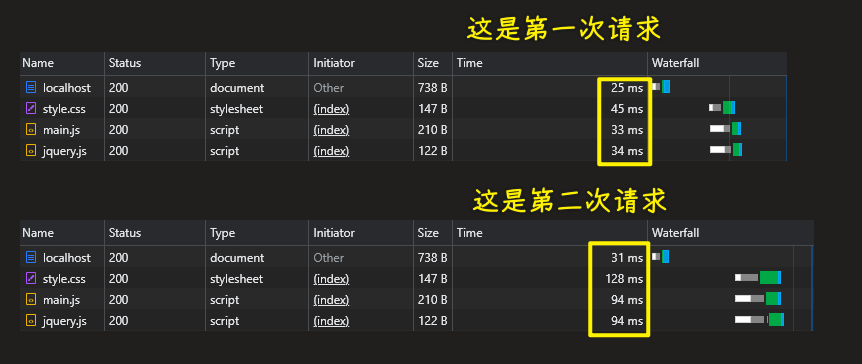 这是第一次请求
Name Status Type Initiator Size Time Waterfall
localhost 200 document Other 738 B 25 ms
style.css 200 stylesheet (index) 147 B 45 ms
main.js 200 script (index) 210 B 33 ms
jquery.js 200 script (index) 122 B 34 ms
这是第二次请求
Name Status Type Initiator Size Time Waterfall
localhost 200 document Other 738 B 31 ms
style.css 200 stylesheet (index) 147 B 128 ms
main.js 200 script (index) 210 B 94 ms
jquery.js 200 script (index) 122 B 94 ms